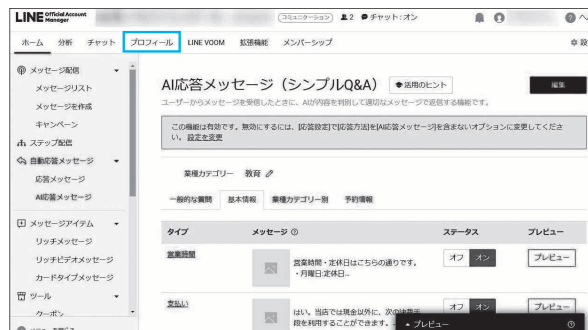 LINE Official Account Manager
コミュニケーション 2 チャット:オン
ホーム 分析 チャット プロフィール LINE VOOM 拡張機能 メンバーシップ
メッセージ配信
メッセージリスト
メッセージを作成
キャンペーン
ステップ配信
自動応答メッセージ
応答メッセージ
AI応答メッセージ
メッセージアイテム
リッチメッセージ
リッチビデオメッセージ
カードタイプメッセージ
ツール
クーポン
AI応答メッセージ（シンプルQ&A） 活用のヒント 編集
ユーザーからメッセージを受信したときに、AIが内容を判別して適切なメッセージで返信する機能です。
この機能は有効です。無効にするには、[応答設定]で[応答方法]を[AI応答メッセージ]を含まないオプションに変更してくださ
い。 設定を変更
業種カテゴリー 教育
一般的な質問 基本情報 業種カテゴリー別 予約情報
タイプ メッセージ ステータス プレビュー
営業時間 営業時間・定休日はこちらの通りです。 オフ オン プレビュー
・月曜日:定休日...
支払い はい。当店では現金以外に、次の決済手 オフ オン プレビュー
段を利用することができます。
プレビュー